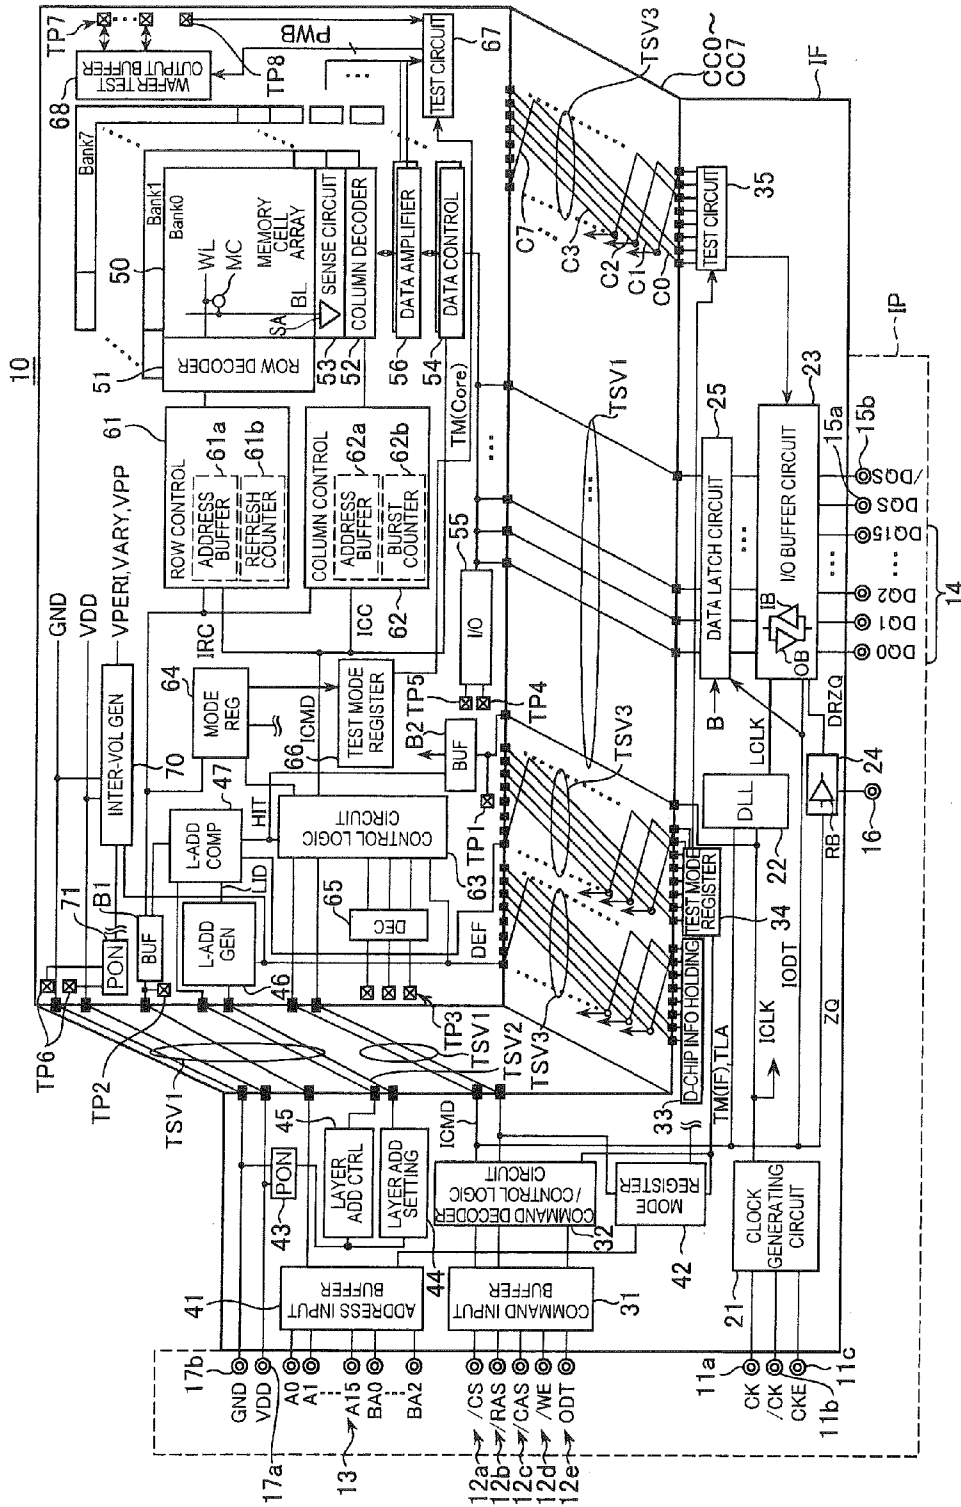 10
TP7
68
WAFER TEST
OUTPUT BUFFER
TP8
PWB
TEST CIRCUIT
67
Bank7
Bank1
Bank0
50
WL
MC
MEMORY
CELL
ARRAY
BL
SA
SENSE CIRCUIT
COLUMN DECODER
51
ROW DECODER
53
52
DATA AMPLIFIER
56
DATA CONTROL
54
TM(Core)
61
ROW CONTROL
ADDRESS
BUFFER
61a
REFRESH
COUNTER
61b
COLUMN CONTROL
ADDRESS
BUFFER
62a
BURST
COUNTER
62b
62
55
I/O
TP5
TP4
GND
VDD
VPERI,VARY,VPP
IRC
ICC
64
MODE
REG
ICMD
TEST MODE
REGISTER
66
B2
BUF
TP1
INTER-VOL GEN
70
47
L-ADD
COMP
HIT
CONTROL LOGIC
CIRCUIT
63
71
PON
B1
BUF
LID
L-ADD
GEN
46
65
DEC
DEF
TP3
TP6
TP2
TSV1
TSV1
TSV2
TSV3
TSV3
TSV1
TSV1
TSV3
CC0~
CC7
IF
C7
C3
C2
C1
C0
TEST CIRCUIT
35
IP
45
LAYER
ADD CTRL
PON
43
LAYER ADD
SETTING
44
41
ADDRESS INPUT
BUFFER
ICMD
COMMAND DECODER
/CONTROL LOGIC
CIRCUIT
32
COMMAND INPUT
BUFFER
31
MODE
REGISTER
42
33
D-CHIP INFO HOLDING
TEST MODE
REGISTER
34
TM(IF),TLA
ICLK
IODT
ZQ
21
CLOCK
GENERATING
CIRCUIT
DLL
22
LCLK
B
DATA LATCH CIRCUIT
25
I/O BUFFER CIRCUIT
23
IB
OB
RB
24
DRZQ
16
15a
15b
/DQS
DQS
DQ15
DQ2
DQ1
DQ0
14
17b
GND
VDD
17a
A0
A1
A15
13
BA0
BA2
12a
/CS
12b
/RAS
12c
/CAS
12d
/WE
12e
ODT
11a
CK
/CK
11b
CKE
11c